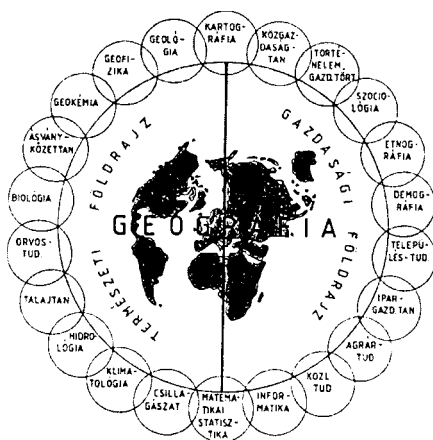 KARTOG-
RÁFIA
KÖZGAZ-
DASÁG-
TAN
TÖRTÉ-
NELEM,
GAZD.TÖRT.
SZOCIO-
LÓGIA
ETNOG-
RÁFIA
DEMOG-
RÁFIA
TELEPÜ-
LÉS-TUD.
IPAR-
GAZD.TAN
AGRÁR-
TUD
KÖZL
TUD
INFOR-
MATIKA
MATEMA-
TIKAI
STATISZ-
TIKA
CSILLA-
GÁSZAT
KLIMA-
TOLÓGIA
HIDRO-
LÓGIA
TALAJTAN
ORVOS-
TUD.
BIOLÓGIA
ÁSVÁNY-
KŐZETTAN
GEOKÉMIA
GEOFI-
ZIKA
GEOLÓ-
GIA
TERMÉSZETI FÖLDRAJZ
GAZDASÁGI FÖLDRAJZ
GEOGRÁFIA